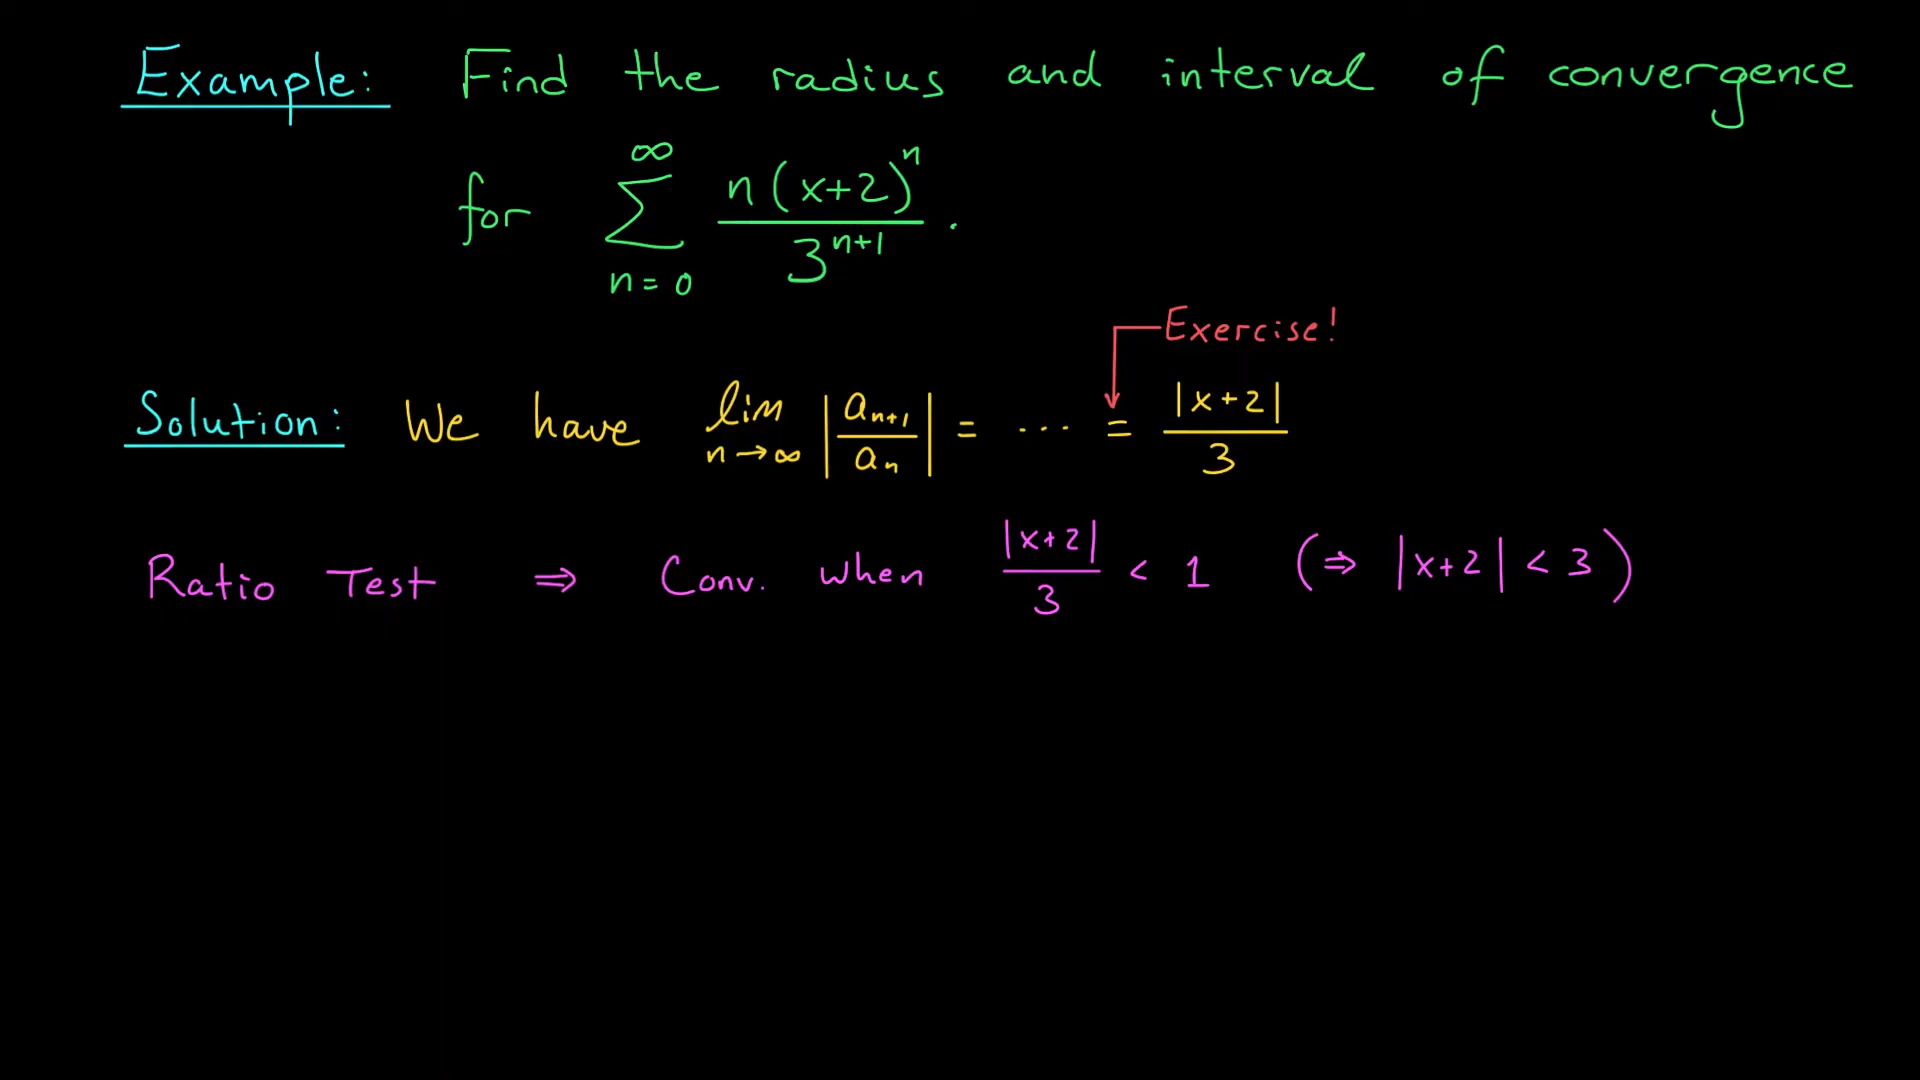 Example: Find the radius and interval of convergence
for ∑_{n=0}^{∞} n(x+2)^n / 3^{n+1} .
Exercise!
Solution: We have lim_{n→∞} |a_{n+1} / a_n| = ... = |x+2| / 3
Ratio Test ⇒ Conv. when |x+2| / 3 < 1 (⇒ |x+2| < 3)